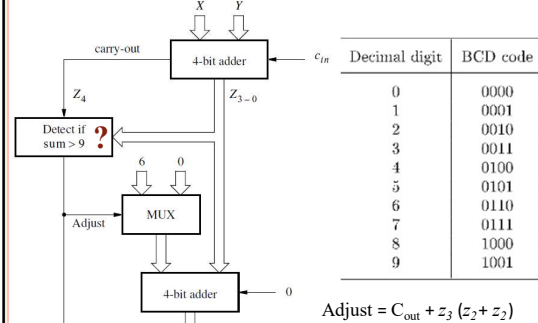 X Y
carry-out
4-bit adder
c_in
Z_4
Z_3-0
Detect if
sum > 9 ?
6 0
MUX
Adjust
4-bit adder
0
Decimal digit BCD code
0 0000
1 0001
2 0010
3 0011
4 0100
5 0101
6 0110
7 0111
8 1000
9 1001
Adjust = C_out + z_3 (z_2 + z_2)